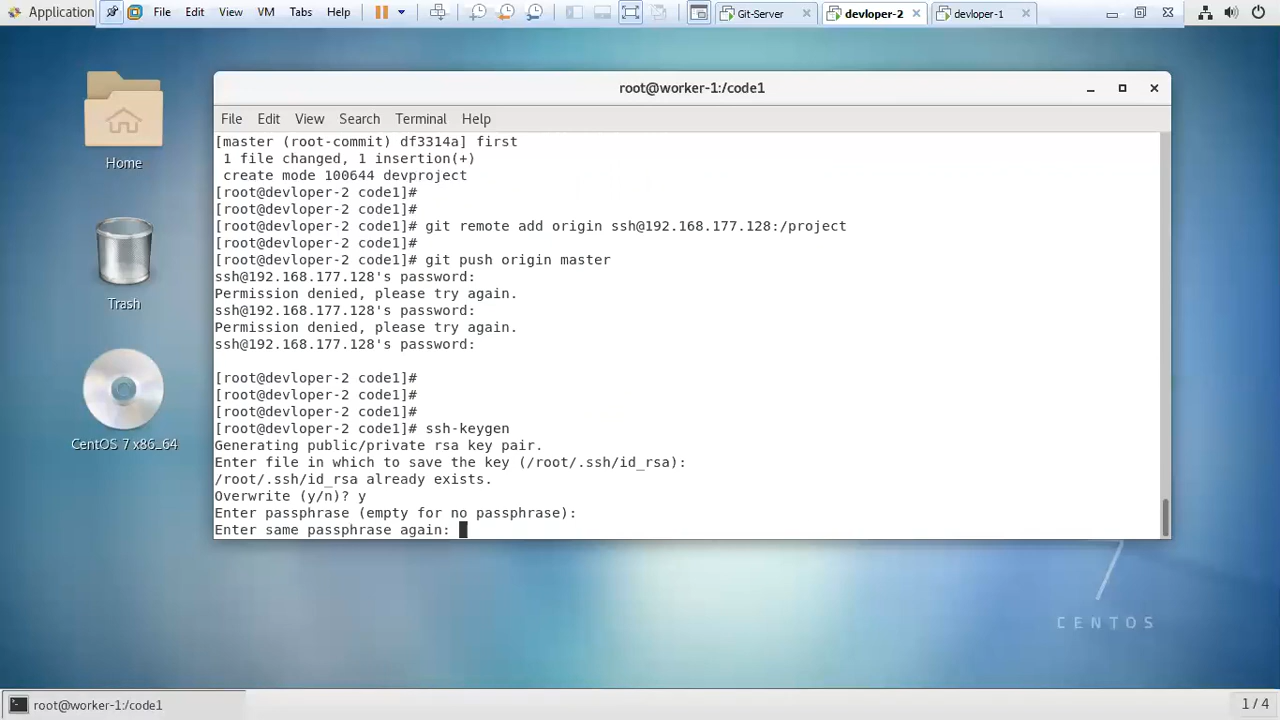 Application File Edit View VM Tabs Help Git-Server devloper-2 devloper-1
Home
Trash
CentOS 7 x86_64
root@worker-1:/code1
File Edit View Search Terminal Help
[master (root-commit) df3314a] first
1 file changed, 1 insertion(+)
create mode 100644 devproject
[root@devloper-2 code1]#
[root@devloper-2 code1]#
[root@devloper-2 code1]# git remote add origin ssh@192.168.177.128:/project
[root@devloper-2 code1]#
[root@devloper-2 code1]# git push origin master
ssh@192.168.177.128's password:
Permission denied, please try again.
ssh@192.168.177.128's password:
Permission denied, please try again.
ssh@192.168.177.128's password:
[root@devloper-2 code1]#
[root@devloper-2 code1]#
[root@devloper-2 code1]#
[root@devloper-2 code1]# ssh-keygen
Generating public/private rsa key pair.
Enter file in which to save the key (/root/.ssh/id_rsa):
/root/.ssh/id_rsa already exists.
Overwrite (y/n)? y
Enter passphrase (empty for no passphrase):
Enter same passphrase again:
7
CENTOS
root@worker-1:/code1
1 / 4